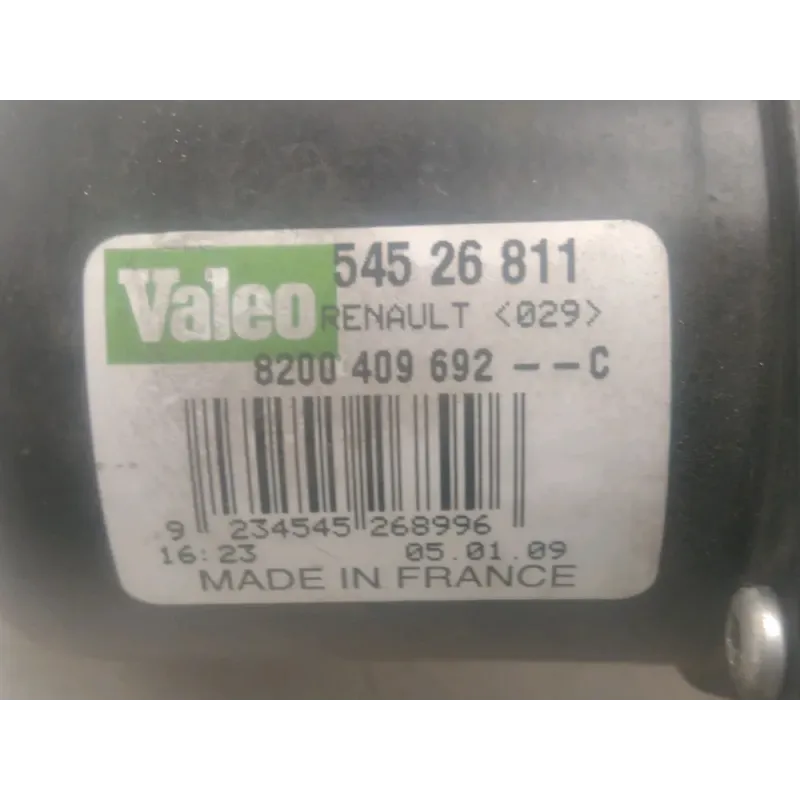 Valeo
545 26 811
RENAULT <029>
8200 409 692 --C
9 234545 268996
16:23 05.01.09
MADE IN FRANCE